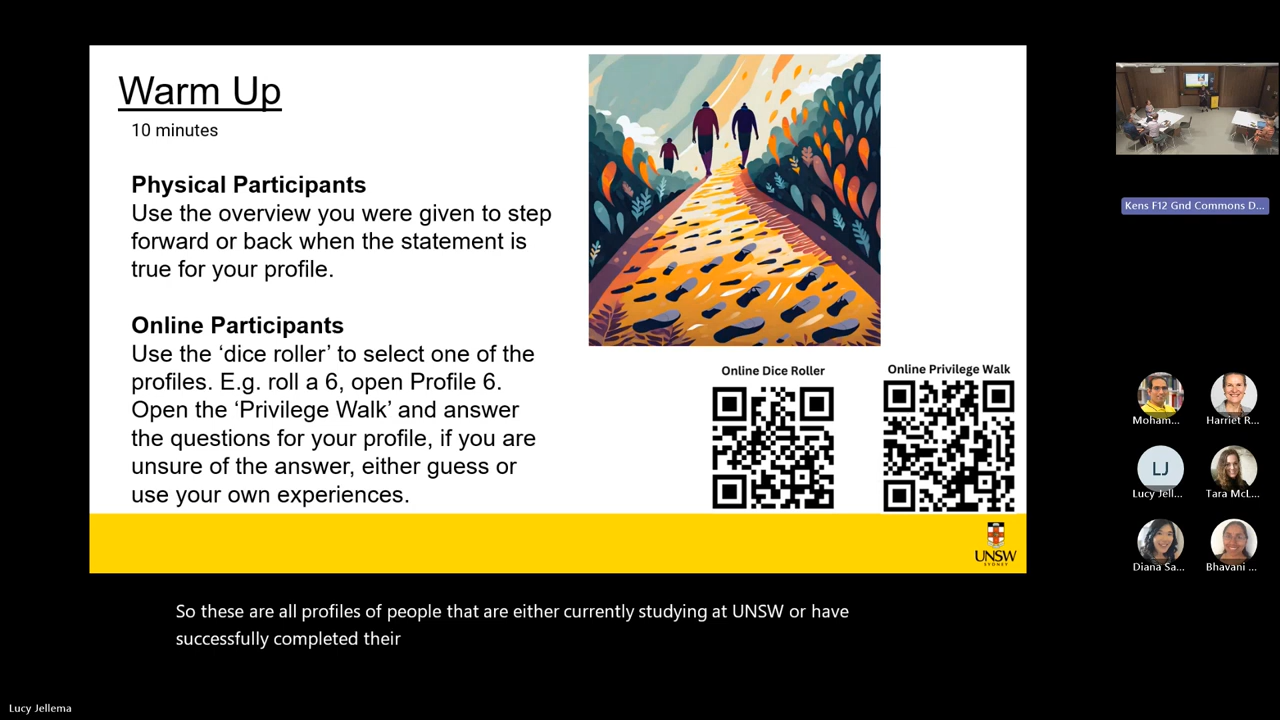 Warm Up
10 minutes
Physical Participants
Use the overview you were given to step
forward or back when the statement is
true for your profile.
Online Participants
Use the ‘dice roller’ to select one of the
profiles. E.g. roll a 6, open Profile 6.
Open the ‘Privilege Walk’ and answer
the questions for your profile, if you are
unsure of the answer, either guess or
use your own experiences.
Online Dice Roller
Online Privilege Walk
UNSW
SYDNEY
Kens F12 Gnd Commons D...
Moham...
Harriet R...
LJ
Lucy Jell...
Tara McL...
Diana Sa...
Bhavani ...
So these are all profiles of people that are either currently studying at UNSW or have
successfully completed their
Lucy Jellema